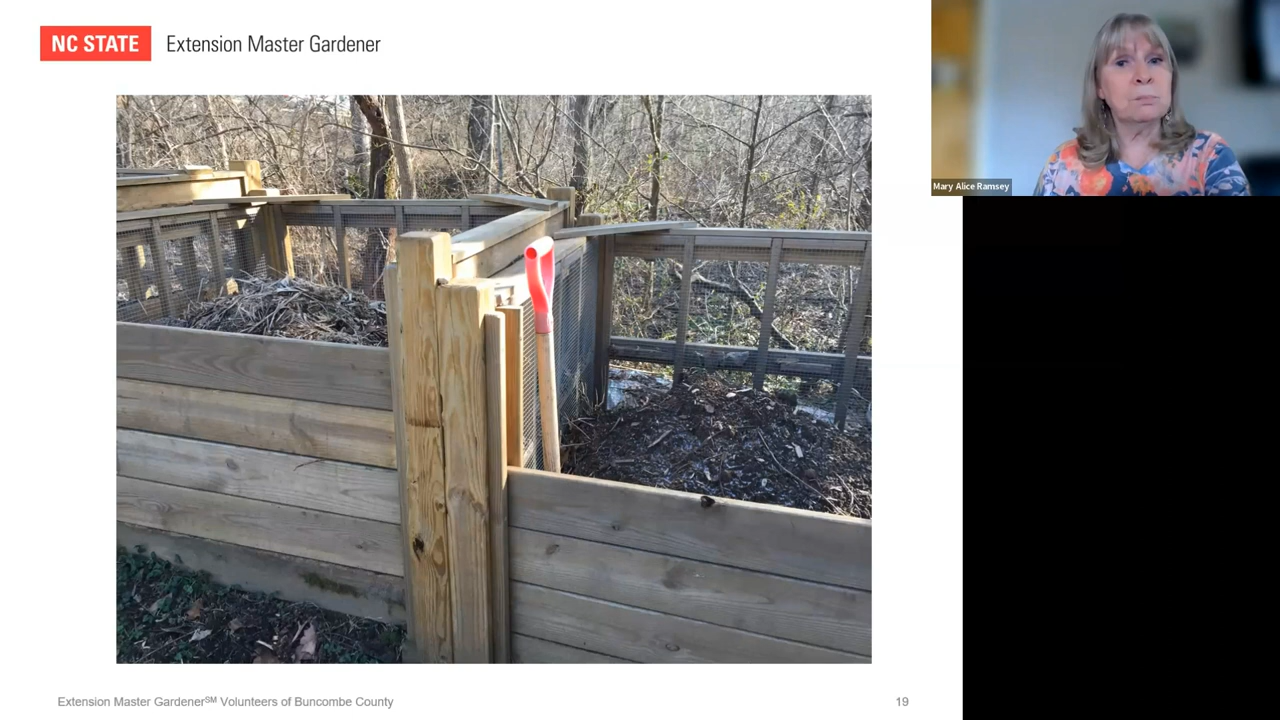 NC STATE Extension Master Gardener
Mary Alice Ramsey
Extension Master Gardener℠ Volunteers of Buncombe County 19